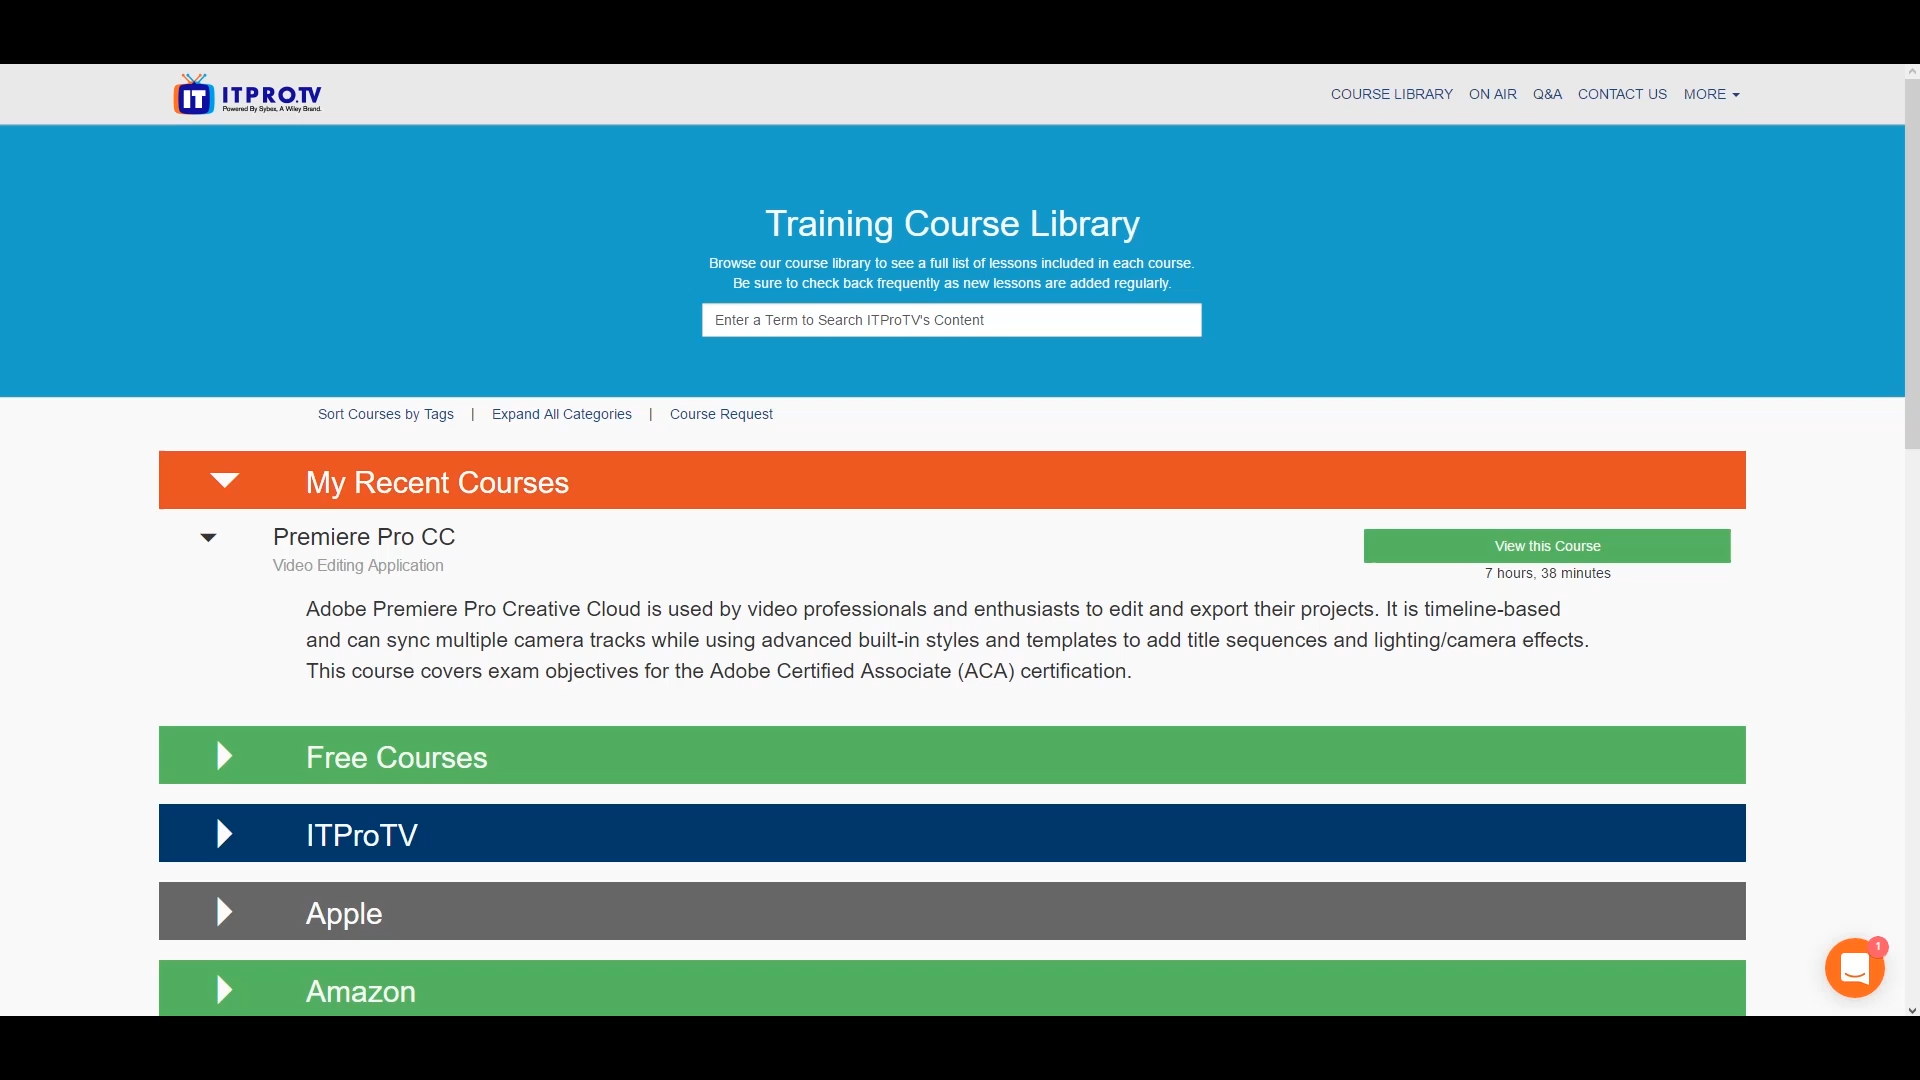 IT ITPRO.TV
Powered By Sybex, A Wiley Brand.
COURSE LIBRARY ON AIR Q&A CONTACT US MORE
Training Course Library
Browse our course library to see a full list of lessons included in each course.
Be sure to check back frequently as new lessons are added regularly.
Enter a Term to Search ITProTV's Content
Sort Courses by Tags | Expand All Categories | Course Request
My Recent Courses
Premiere Pro CC
View this Course
Video Editing Application
7 hours, 38 minutes
Adobe Premiere Pro Creative Cloud is used by video professionals and enthusiasts to edit and export their projects. It is timeline-based
and can sync multiple camera tracks while using advanced built-in styles and templates to add title sequences and lighting/camera effects.
This course covers exam objectives for the Adobe Certified Associate (ACA) certification.
Free Courses
ITProTV
Apple
1
Amazon